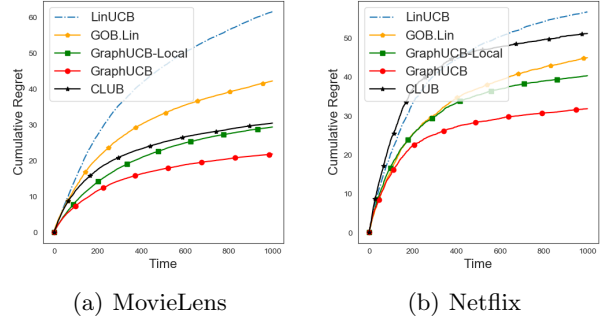 LinUCB
GOB.Lin
GraphUCB-Local
GraphUCB
CLUB
Cumulative Regret
60
50
40
30
20
10
0
0 200 400 600 800 1000
Time
(a) MovieLens
LinUCB
GOB.Lin
GraphUCB-Local
GraphUCB
CLUB
Cumulative Regret
50
40
30
20
10
0
0 200 400 600 800 1000
Time
(b) Netflix